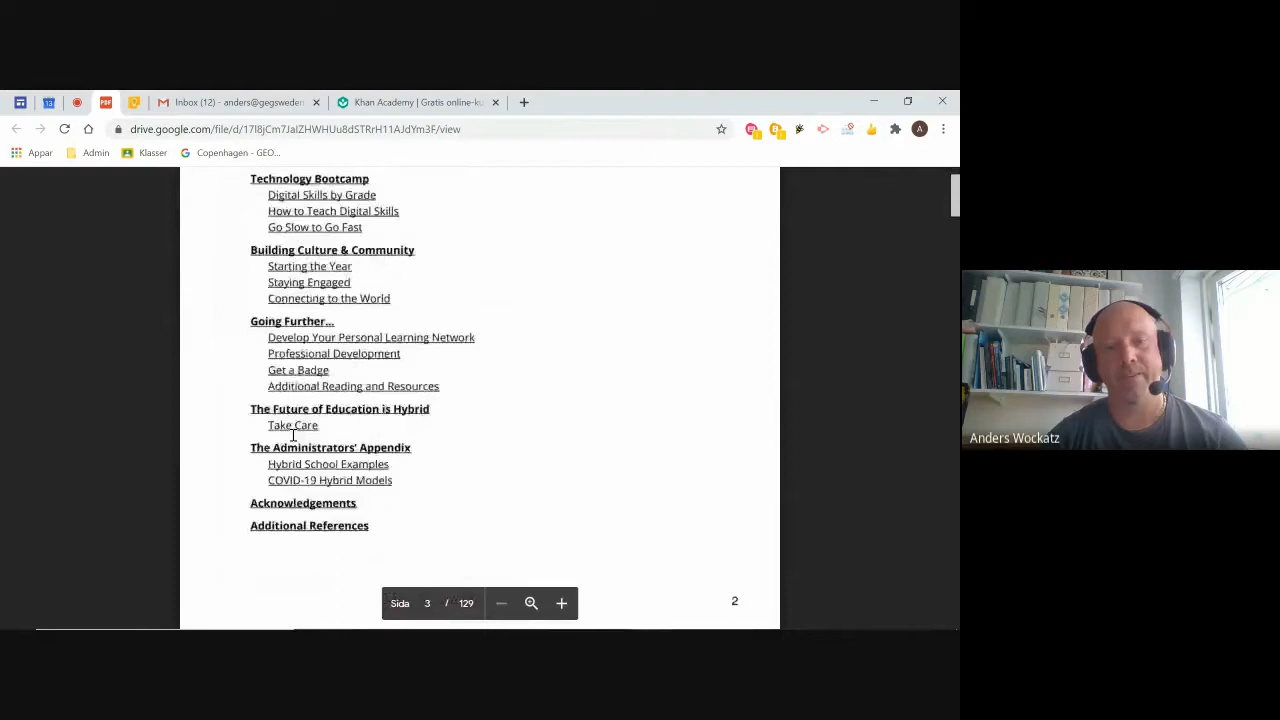 Inbox (12) - anders@gegsweden
Khan Academy | Gratis online-ku
drive.google.com/file/d/17I8jCm7JaIZHWHUu8dSTRrH11AJdYm3F/view
Appar Admin Klasser Copenhagen - GEO...
Technology Bootcamp
Digital Skills by Grade
How to Teach Digital Skills
Go Slow to Go Fast
Building Culture & Community
Starting the Year
Staying Engaged
Connecting to the World
Going Further...
Develop Your Personal Learning Network
Professional Development
Get a Badge
Additional Reading and Resources
The Future of Education is Hybrid
Take Care
The Administrators' Appendix
Hybrid School Examples
COVID-19 Hybrid Models
Acknowledgements
Additional References
Sida 3 / 129
2
Anders Wockatz